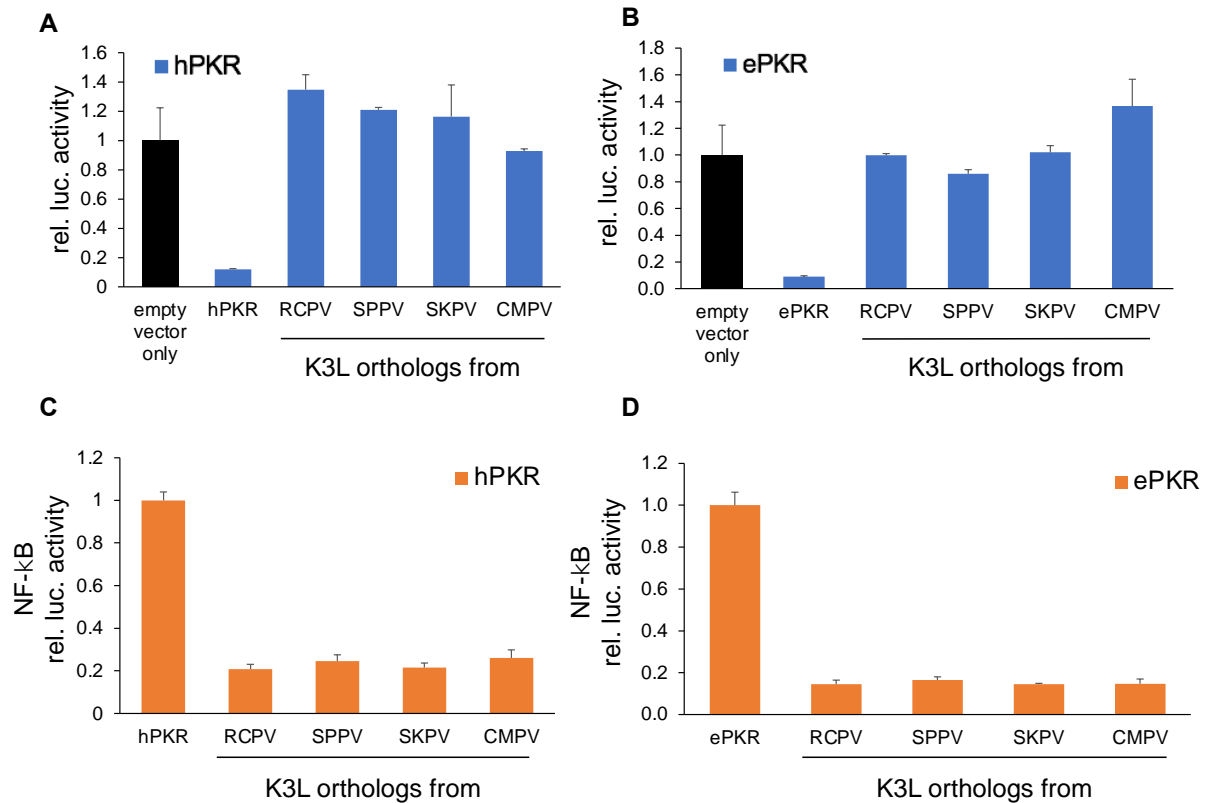 A
hPKR
rel. luc. activity
1.6
1.4
1.2
1
0.8
0.6
0.4
0.2
0
empty
vector
only
hPKR
RCPV
SPPV
SKPV
CMPV
K3L orthologs from
B
ePKR
rel. luc. activity
1.8
1.6
1.4
1.2
1.0
0.8
0.6
0.4
0.2
0.0
empty
vector
only
ePKR
RCPV
SPPV
SKPV
CMPV
K3L orthologs from
C
hPKR
NF-κB
rel. luc. activity
1.2
1
0.8
0.6
0.4
0.2
0
hPKR
RCPV
SPPV
SKPV
CMPV
K3L orthologs from
D
ePKR
NF-κB
rel. luc. activity
1.2
1.0
0.8
0.6
0.4
0.2
0.0
ePKR
RCPV
SPPV
SKPV
CMPV
K3L orthologs from